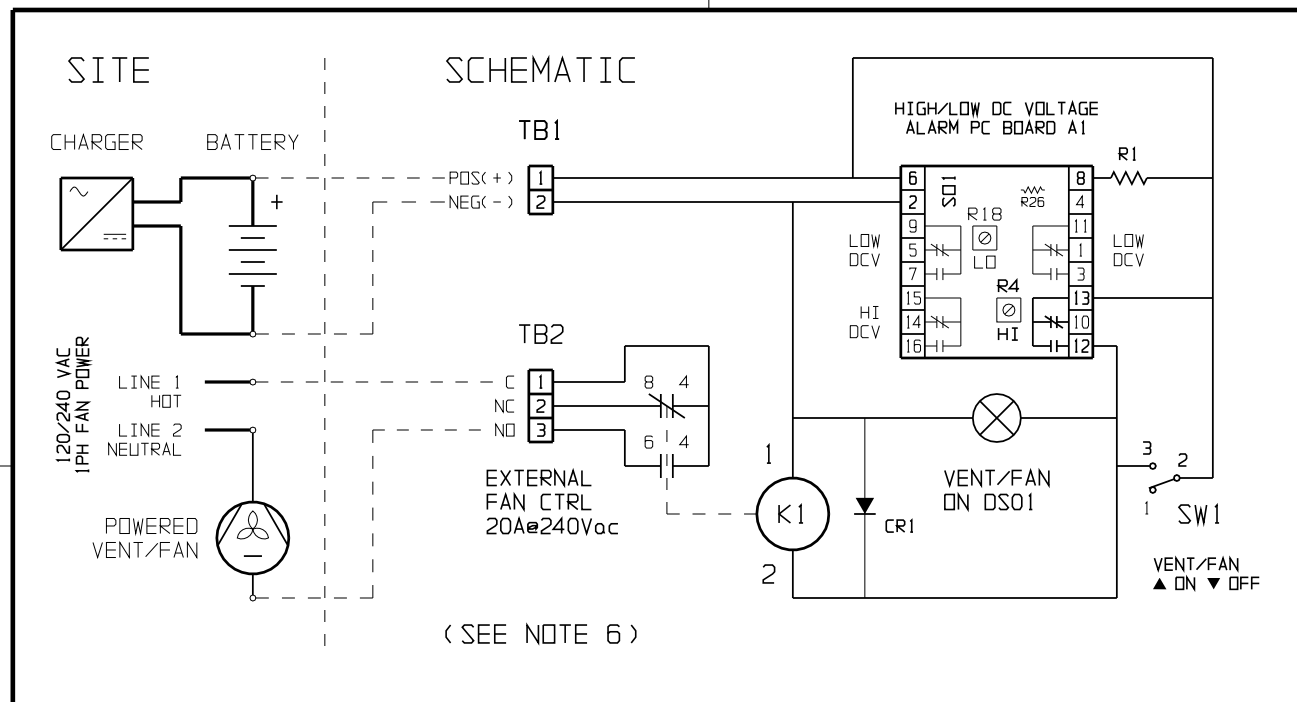 SITE
SCHEMATIC
HIGH/LOW DC VOLTAGE
ALARM PC BOARD A1
CHARGER
BATTERY
+
TB1
POS(+)
1
NEG(-)
2
R1
SO1
R26
R18
LO
R4
HI
6
2
9
5
7
15
14
16
8
4
11
1
3
13
10
12
LOW
DCV
HI
DCV
LOW
DCV
120/240 VAC
1PH FAN POWER
LINE 1
HOT
LINE 2
NEUTRAL
POWERED
VENT/FAN
TB2
C
1
NC
2
NO
3
8 4
6 4
EXTERNAL
FAN CTRL
20A@240Vac
1
K1
2
CR1
VENT/FAN
ON DS01
3
2
1
SW1
VENT/FAN
▲ ON ▼ OFF
(SEE NOTE 6)